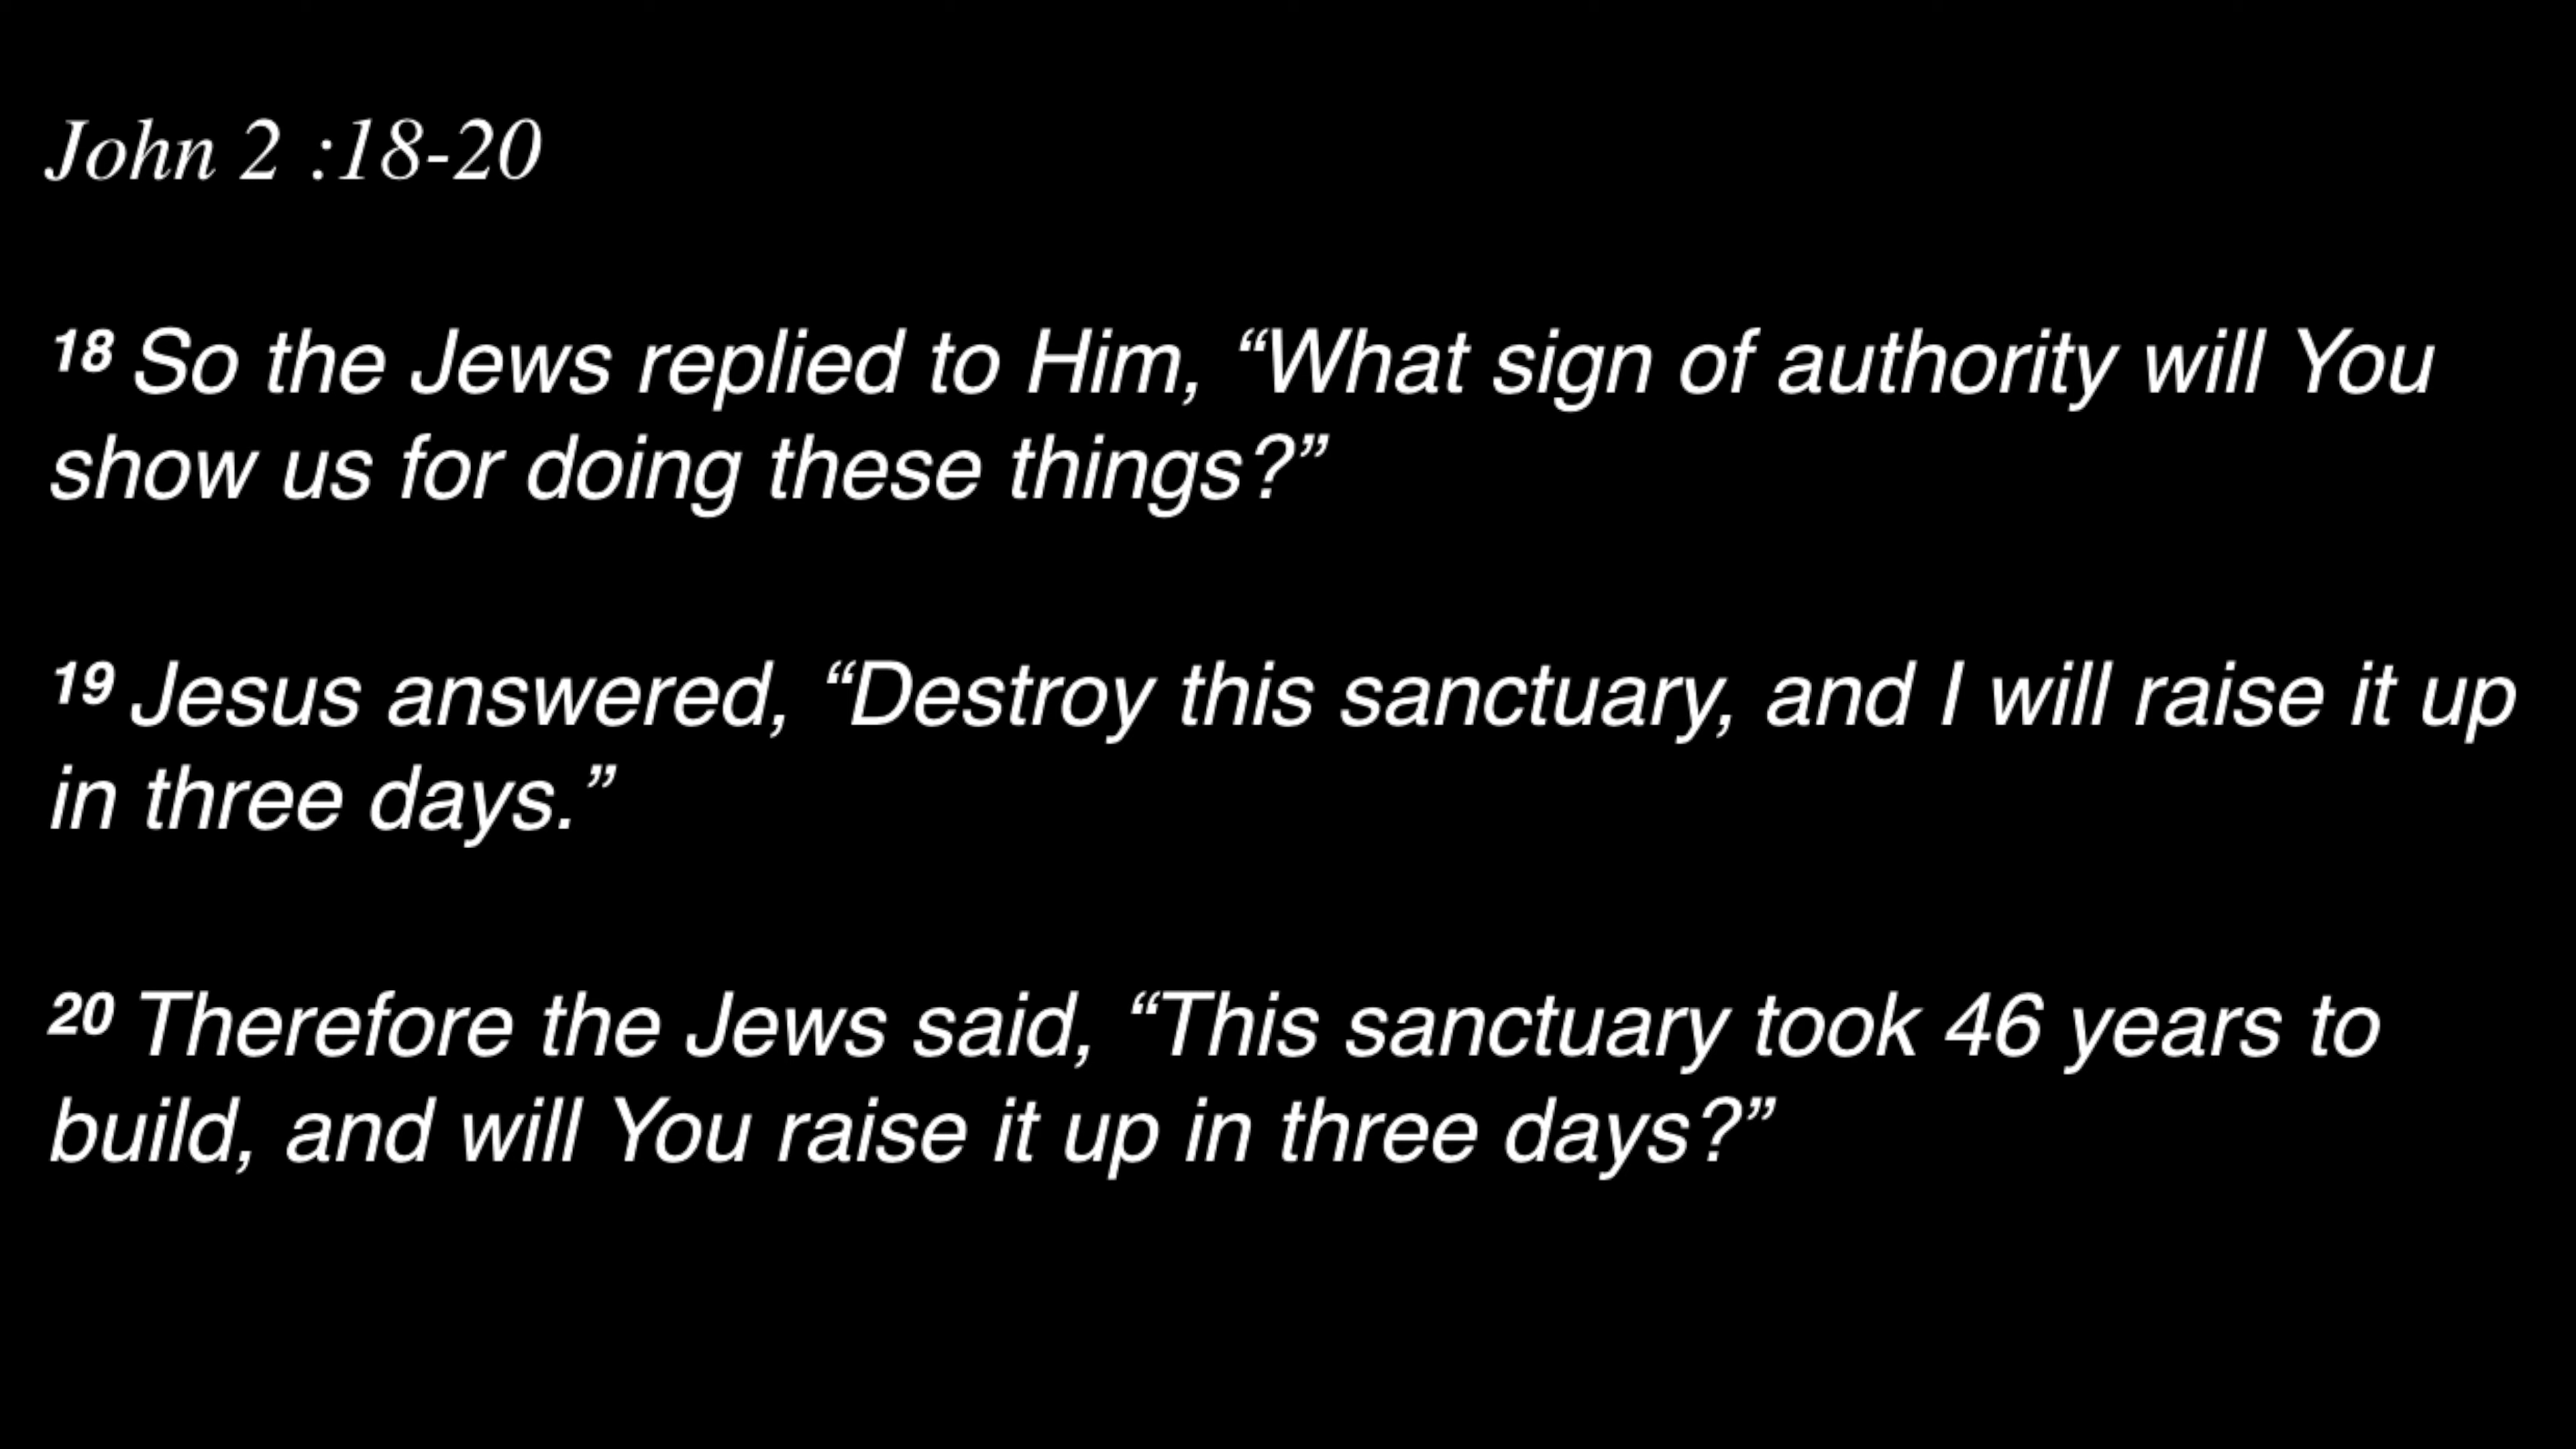 John 2 :18-20
18 So the Jews replied to Him, “What sign of authority will You
show us for doing these things?”
19 Jesus answered, “Destroy this sanctuary, and I will raise it up
in three days.”
20 Therefore the Jews said, “This sanctuary took 46 years to
build, and will You raise it up in three days?”